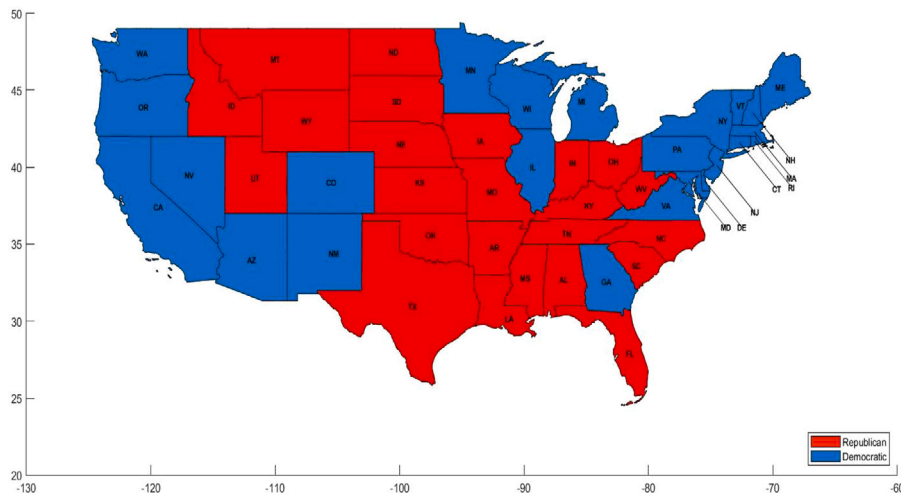 50
45
40
35
30
25
20
-130
-120
-110
-100
-90
-80
-70
-60
WA
OR
CA
NV
ID
MT
WY
UT
CO
AZ
NM
ND
SD
NE
KS
OK
TX
MN
IA
MO
AR
LA
WI
IL
MI
IN
OH
KY
TN
MS
AL
GA
FL
SC
NC
VA
WV
PA
NY
VT
ME
NH
MA
RI
CT
NJ
DE
MD
Republican
Democratic